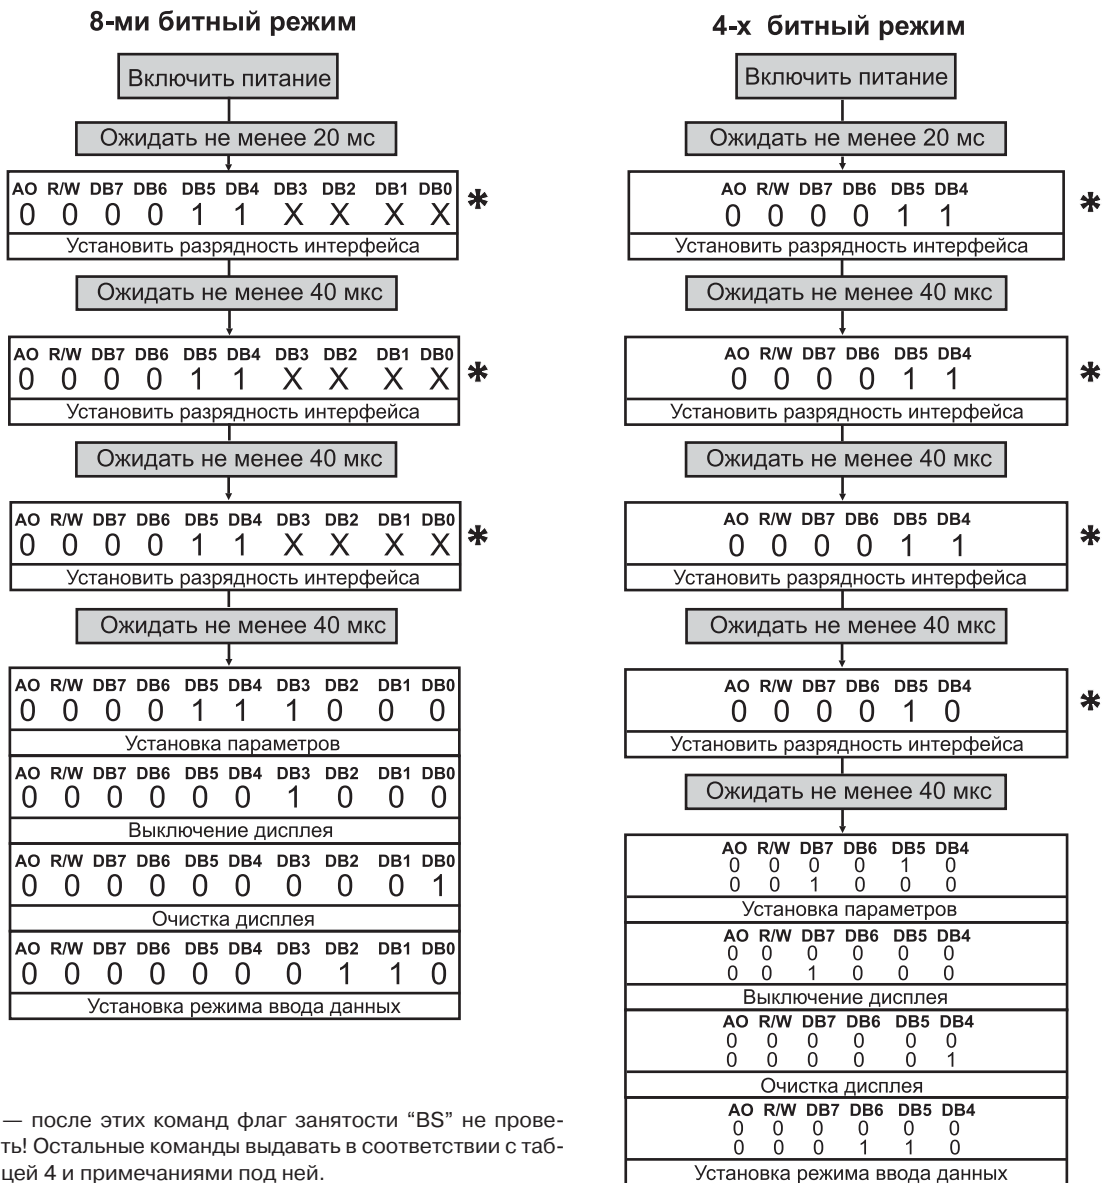 8-ми битный режим
Включить питание
Ожидать не менее 20 мс
AO R/W DB7 DB6 DB5 DB4 DB3 DB2 DB1 DB0
0 0 0 0 1 1 X X X X *
Установить разрядность интерфейса
Ожидать не менее 40 мкс
AO R/W DB7 DB6 DB5 DB4 DB3 DB2 DB1 DB0
0 0 0 0 1 1 X X X X *
Установить разрядность интерфейса
Ожидать не менее 40 мкс
AO R/W DB7 DB6 DB5 DB4 DB3 DB2 DB1 DB0
0 0 0 0 1 1 X X X X *
Установить разрядность интерфейса
Ожидать не менее 40 мкс
AO R/W DB7 DB6 DB5 DB4 DB3 DB2 DB1 DB0
0 0 0 0 1 1 1 0 0 0
Установка параметров
AO R/W DB7 DB6 DB5 DB4 DB3 DB2 DB1 DB0
0 0 0 0 0 0 1 0 0 0
Выключение дисплея
AO R/W DB7 DB6 DB5 DB4 DB3 DB2 DB1 DB0
0 0 0 0 0 0 0 0 0 1
Очистка дисплея
AO R/W DB7 DB6 DB5 DB4 DB3 DB2 DB1 DB0
0 0 0 0 0 0 0 1 1 0
Установка режима ввода данных
— после этих команд флаг занятости “BS” не прове-
ть! Остальные команды выдавать в соответствии с таб-
цей 4 и примечаниями под ней.
4-х битный режим
Включить питание
Ожидать не менее 20 мс
AO R/W DB7 DB6 DB5 DB4
0 0 0 0 1 1 *
Установить разрядность интерфейса
Ожидать не менее 40 мкс
AO R/W DB7 DB6 DB5 DB4
0 0 0 0 1 1 *
Установить разрядность интерфейса
Ожидать не менее 40 мкс
AO R/W DB7 DB6 DB5 DB4
0 0 0 0 1 1 *
Установить разрядность интерфейса
Ожидать не менее 40 мкс
AO R/W DB7 DB6 DB5 DB4
0 0 0 0 1 0 *
Установить разрядность интерфейса
Ожидать не менее 40 мкс
AO R/W DB7 DB6 DB5 DB4
0 0 0 0 1 0
0 0 1 0 0 0
Установка параметров
AO R/W DB7 DB6 DB5 DB4
0 0 0 0 0 0
0 0 1 0 0 0
Выключение дисплея
AO R/W DB7 DB6 DB5 DB4
0 0 0 0 0 0
0 0 0 0 0 1
Очистка дисплея
AO R/W DB7 DB6 DB5 DB4
0 0 0 0 0 0
0 0 0 1 1 0
Установка режима ввода данных